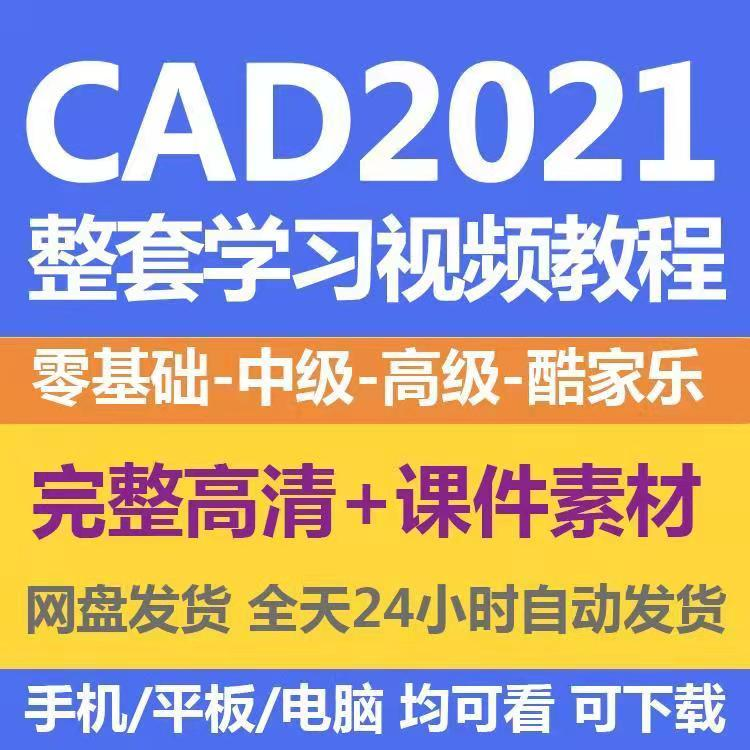 CAD2021
整套学习视频教程
零基础-中级-高级-酷家乐
完整高清+课件素材
网盘发货 全天24小时自动发货
手机/平板/电脑 均可看 可下载